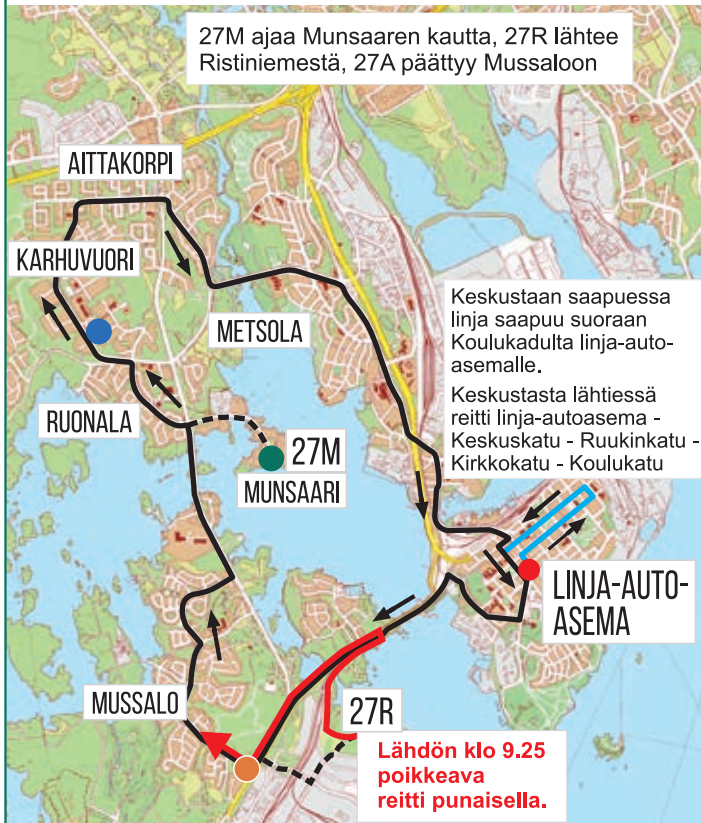 27M ajaa Munsaaren kautta, 27R lähtee
Ristiniemestä, 27A päättyy Mussaloon
AITTAKORPI
KARHUVUORI
METSOLA
Keskustaan saapuessa
linja saapuu suoraan
Koulukadulta linja-auto-
asemalle.
Keskustasta lähtiessä
reitti linja-autoasema -
Keskuskatu - Ruukinkatu -
Kirkkokatu - Koulukatu
RUONALA
27M
MUNSAARI
LINJA-AUTO-
ASEMA
MUSSALO
27R
Lähdön klo 9.25
poikkeava
reitti punaisella.